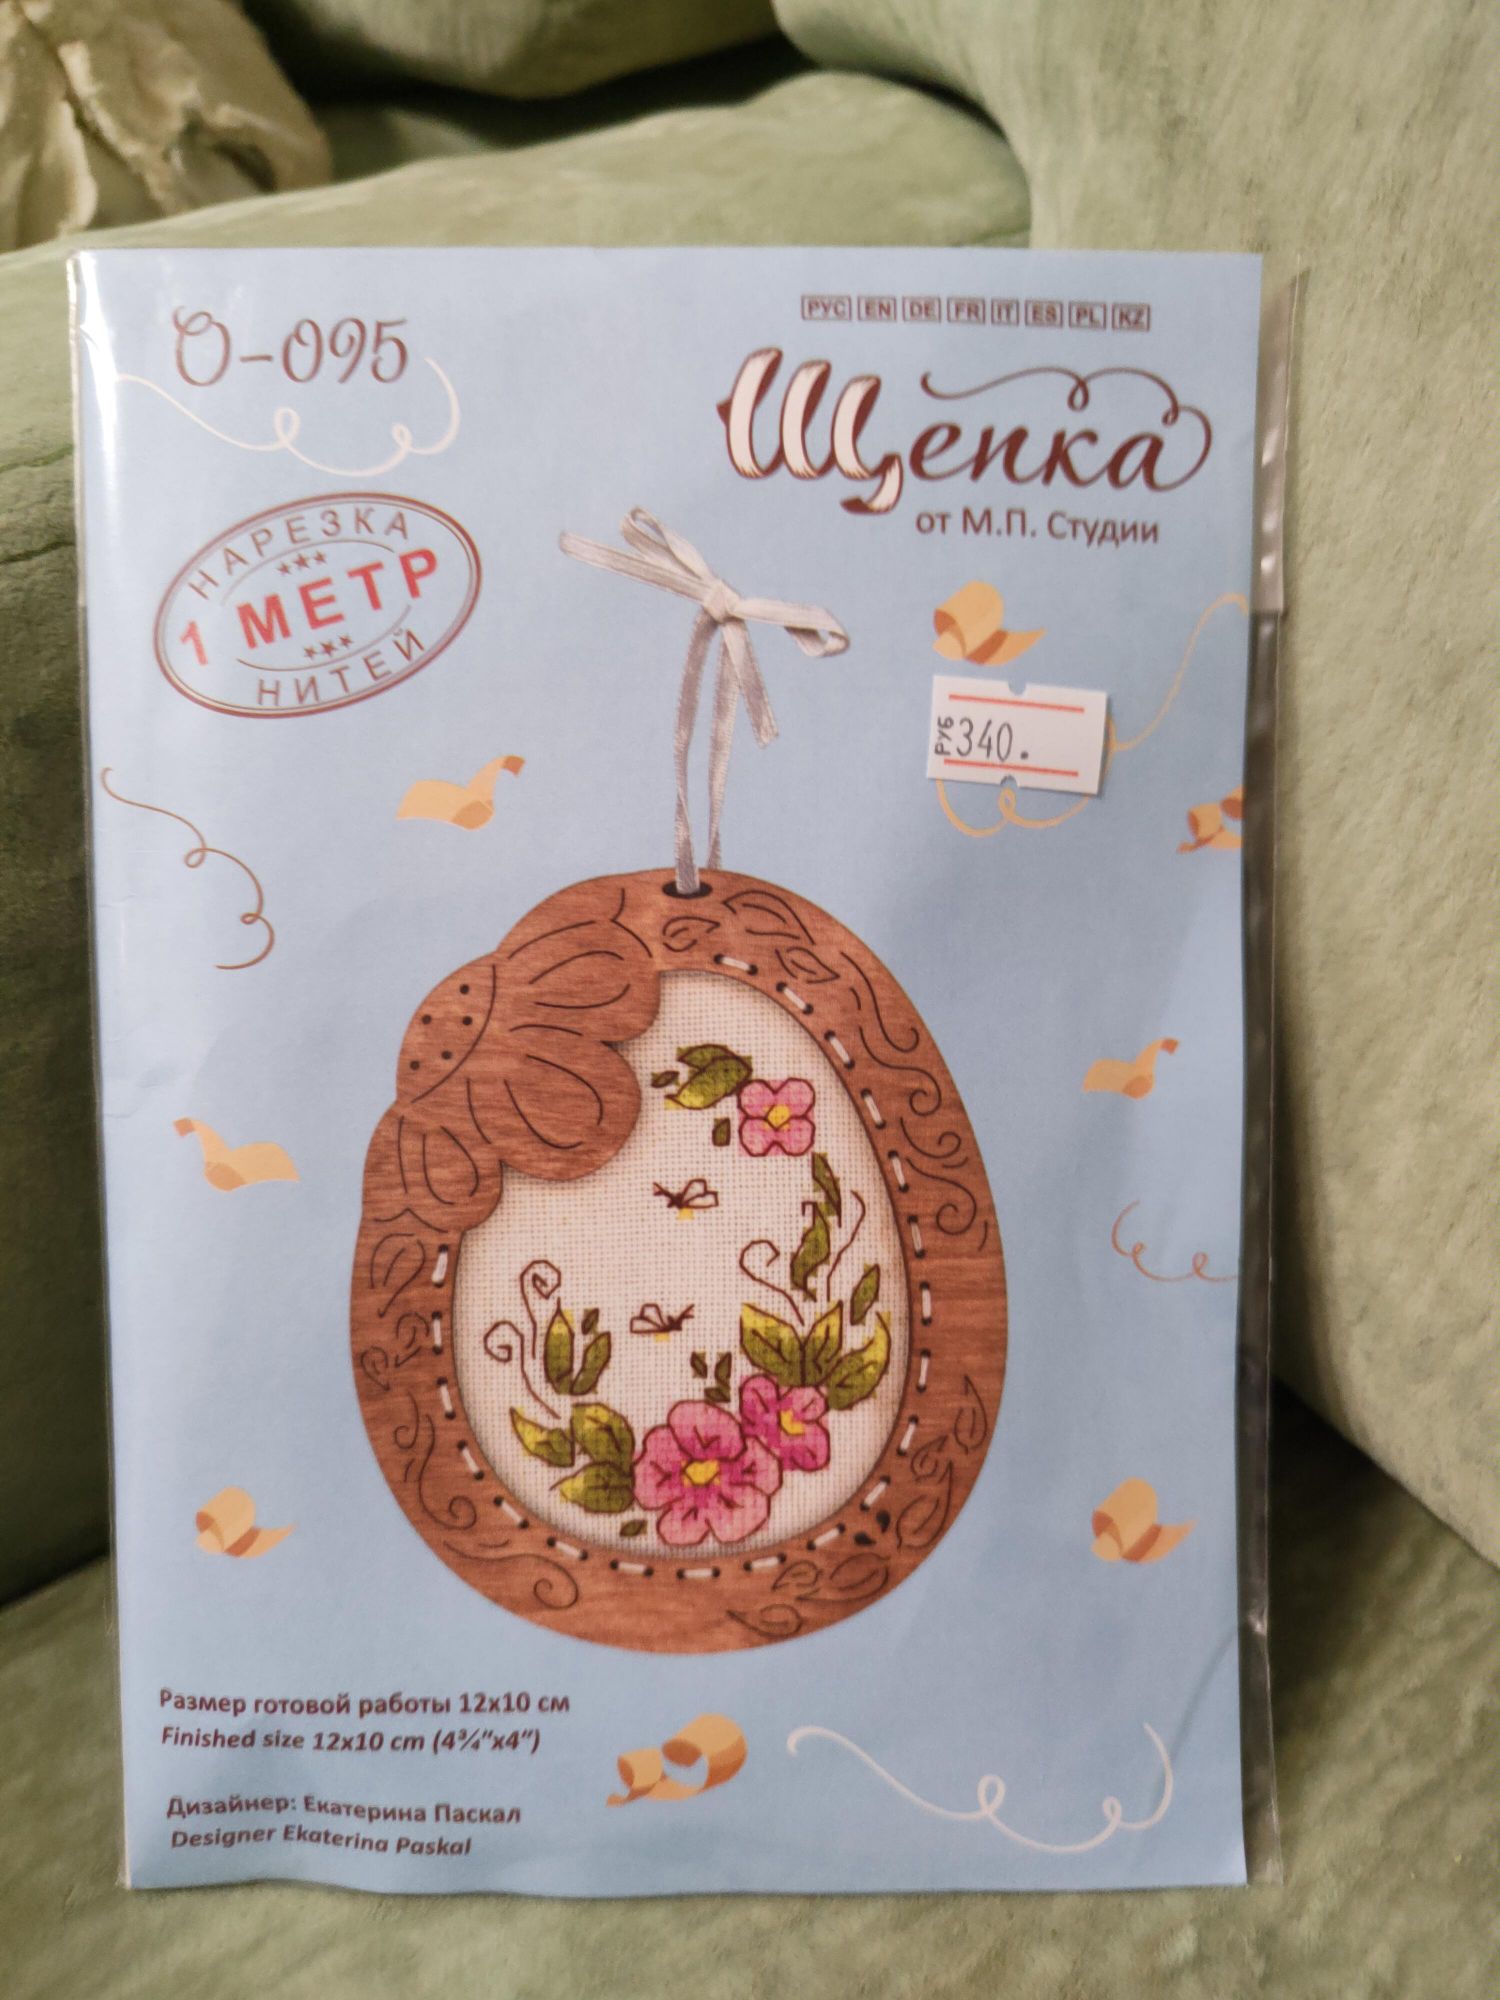 О-095
РУС EN DE FR IT ES PL KZ
Щепка
от М.П. Студии
НАРЕЗКА
1 МЕТР
НИТЕЙ
РУБ 340.
Размер готовой работы 12х10 см
Finished size 12x10 cm (4¾"x4")
Дизайнер: Екатерина Паскал
Designer Ekaterina Paskal